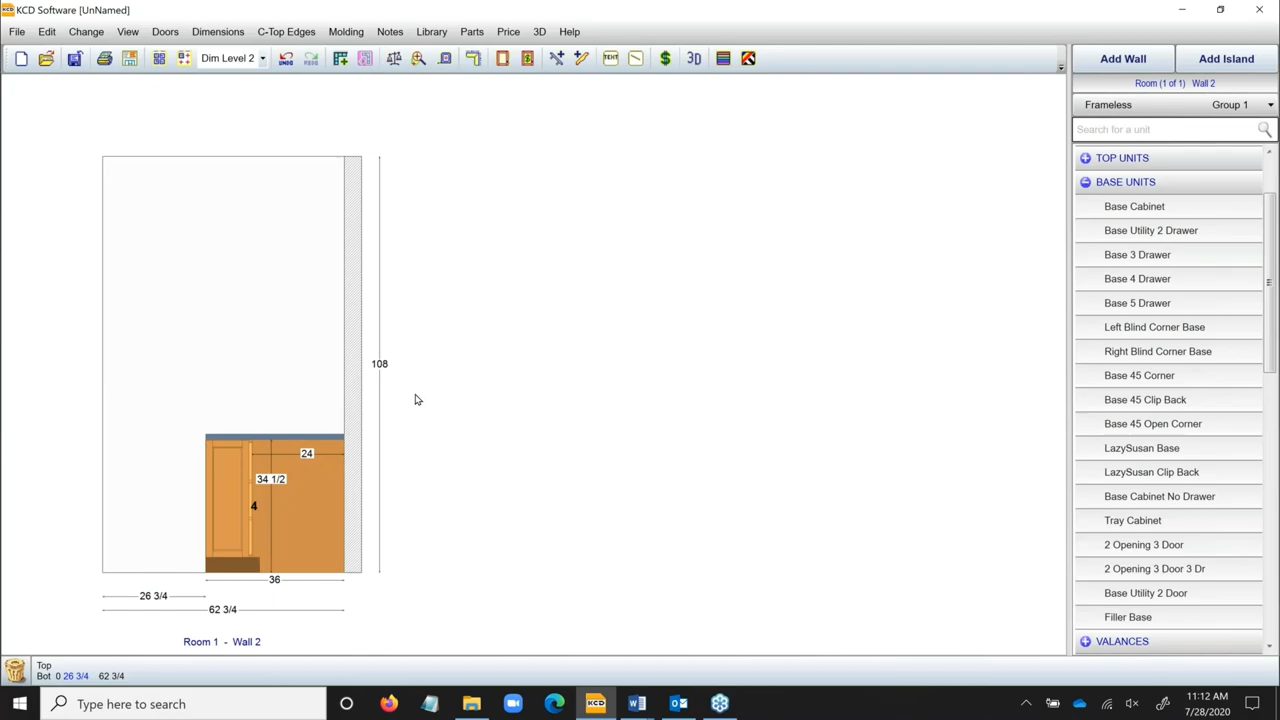 KCD Software [UnNamed]
File Edit Change View Doors Dimensions C-Top Edges Molding Notes Library Parts Price 3D Help
Dim Level 2 UNDO REDO TEXT $ 3D
Add Wall Add Island
Room (1 of 1) Wall 2
Frameless Group 1
Search for a unit
TOP UNITS
BASE UNITS
Base Cabinet
Base Utility 2 Drawer
Base 3 Drawer
Base 4 Drawer
Base 5 Drawer
Left Blind Corner Base
Right Blind Corner Base
Base 45 Corner
Base 45 Clip Back
Base 45 Open Corner
LazySusan Base
LazySusan Clip Back
Base Cabinet No Drawer
Tray Cabinet
2 Opening 3 Door
2 Opening 3 Door 3 Dr
Base Utility 2 Door
Filler Base
VALANCES
108
24
34 1/2
4
36
26 3/4
62 3/4
Room 1 - Wall 2
Top
Bot 0 26 3/4 62 3/4
Type here to search
KCD
11:12 AM
7/28/2020